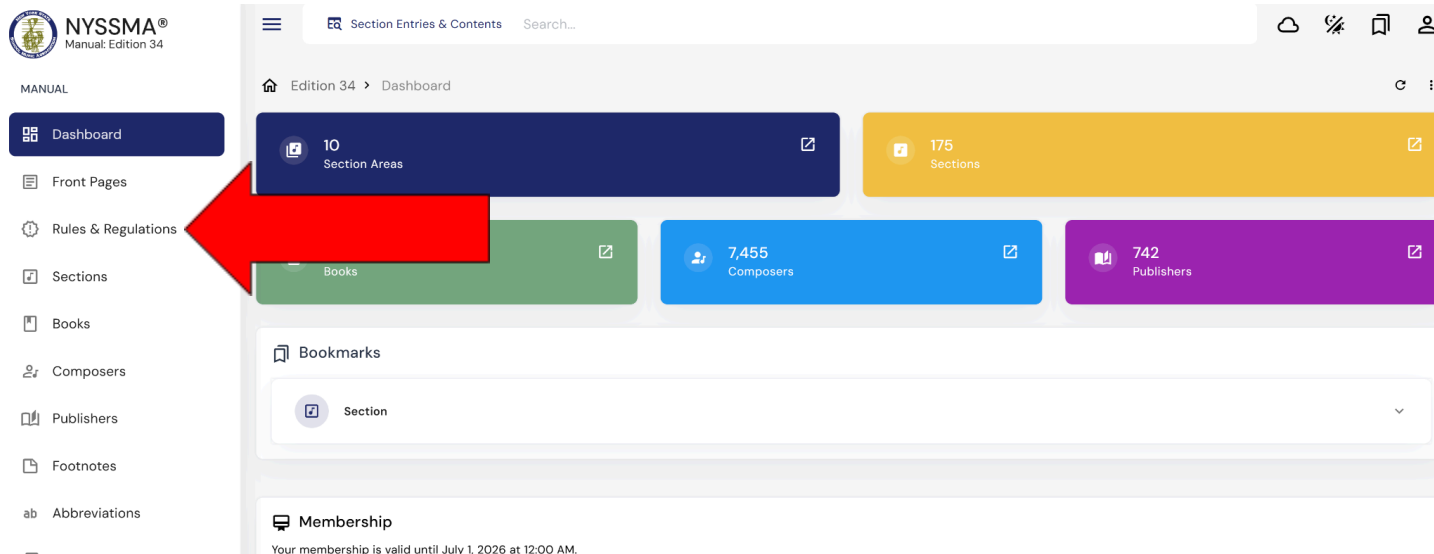 NYSSMA®
Manual: Edition 34
Section Entries & Contents Search...
MANUAL
Edition 34 > Dashboard
Dashboard
Front Pages
Rules & Regulations
Sections
Books
Composers
Publishers
Footnotes
ab Abbreviations
10
Section Areas
175
Sections
Books
7,455
Composers
742
Publishers
Bookmarks
Section
Membership
Your membership is valid until July 1, 2026 at 12:00 AM.